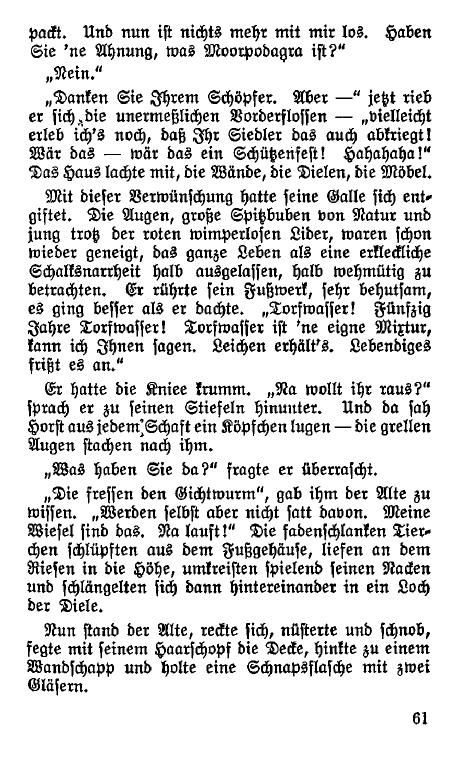 packt. Und nun ist nichts mehr mit mir los. Haben
Sie 'ne Ahnung, was Moorpodagra ist?“
„Nein.“
„Danken Sie Ihrem Schöpfer. Aber —“ jetzt rieb
er sich die unermeßlichen Vorderflossen — „vielleicht
erleb ich's noch, daß Ihr Siedler das auch abkriegt!
Wär das — wär das ein Schützenfest! Hahahaha!“
Das Haus lachte mit, die Wände, die Dielen, die Möbel.
Mit dieser Verwünschung hatte seine Galle sich ent-
giftet. Die Augen, große Spitzbuben von Natur und
jung trotz der roten wimperlosen Lider, waren schon
wieder geneigt, das ganze Leben als eine erkleckliche
Schalksnarrheit halb ausgelassen, halb wehmütig zu
betrachten. Er rührte sein Fußwerk, sehr behutsam,
es ging besser als er dachte. „Torfwasser! Fünfzig
Jahre Torfwasser! Torfwasser ist 'ne eigne Mixtur,
kann ich Ihnen sagen. Leichen erhält's. Lebendiges
frißt es an.“
Er hatte die Kniee krumm. „Na wollt ihr raus?“
sprach er zu seinen Stiefeln hinunter. Und da sah
Horst aus jedem Schaft ein Köpfchen lugen — die grellen
Augen stachen nach ihm.
„Was haben Sie da?“ fragte er überrascht.
„Die fressen den Gichtwurm“, gab ihm der Alte zu
wissen. „Werden selbst aber nicht satt davon. Meine
Wiesel sind das. Na lauft!“ Die fadenschlanken Tier-
chen schlüpften aus dem Fußgehäuse, liefen an dem
Riesen in die Höhe, umkreisten spielend seinen Nacken
und schlängelten sich dann hintereinander in ein Loch
der Diele.
Nun stand der Alte, reckte sich, nüsterte und schnob,
fegte mit seinem Haarschopf die Decke, hinkte zu einem
Wandschapp und holte eine Schnapsflasche mit zwei
Gläsern.
61